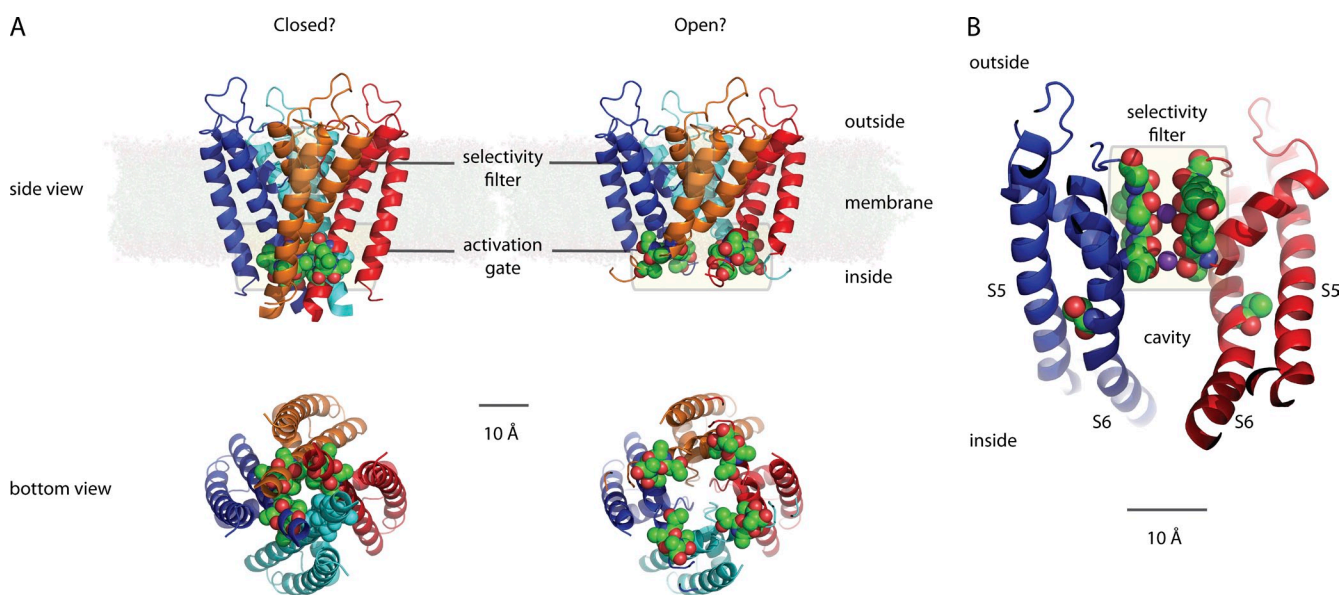 A
Closed?
Open?
outside
side view
selectivity
filter
membrane
activation
gate
inside
10 Å
bottom view
B
outside
selectivity
filter
S5
S5
cavity
S6
S6
inside
10 Å